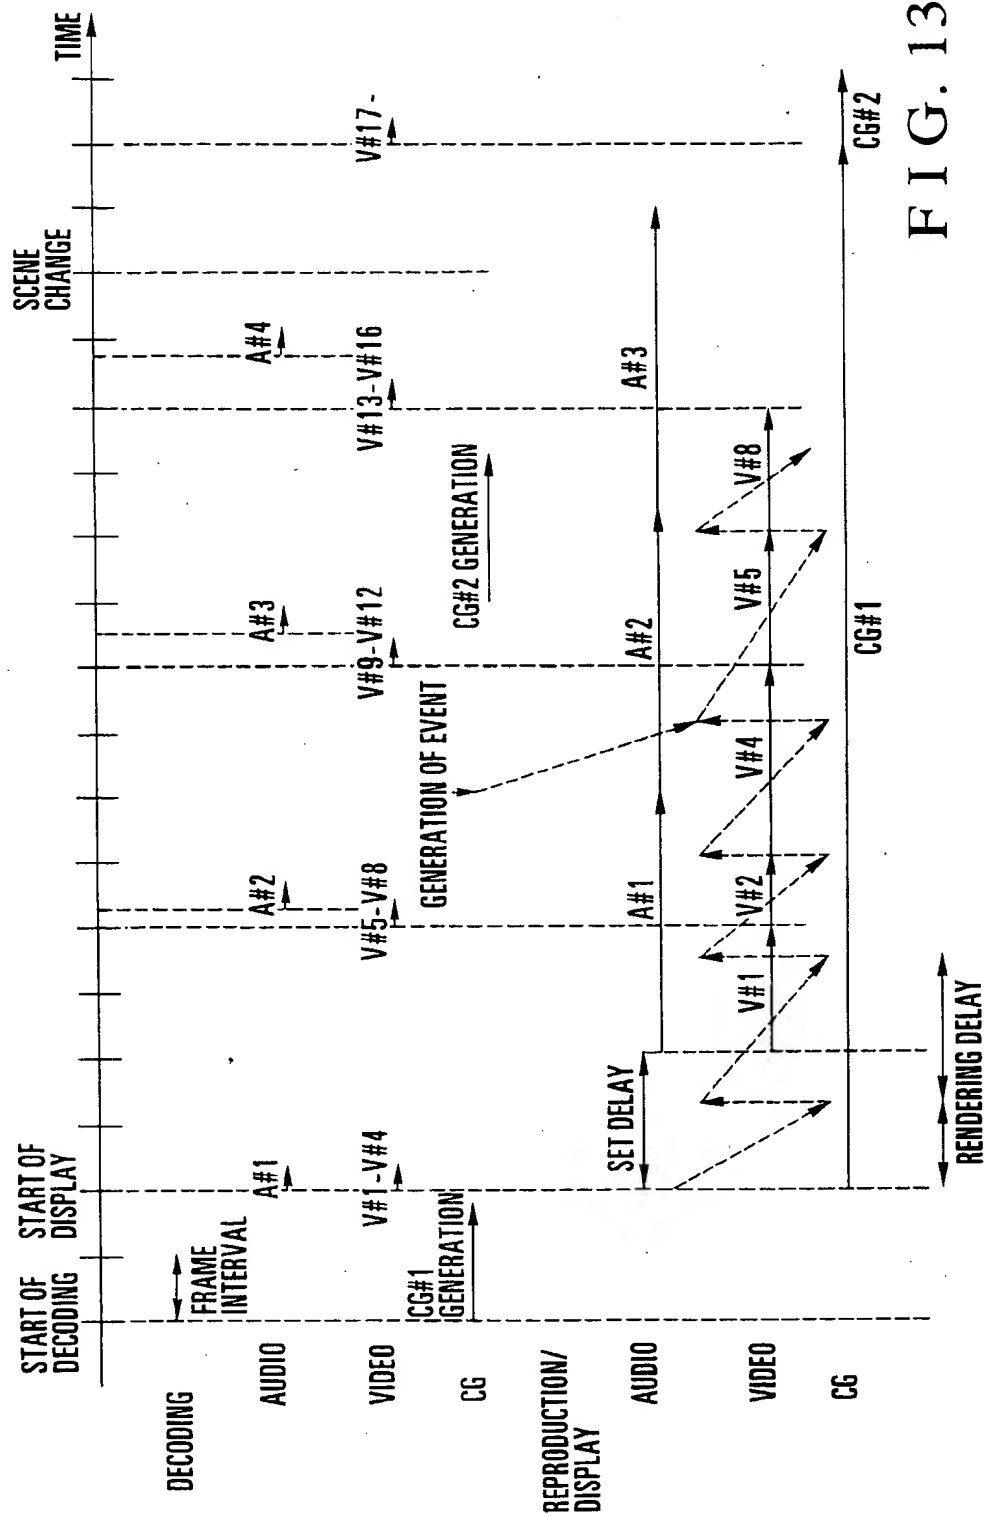 TIME
START OF
DECODING
START OF
DISPLAY
SCENE
CHANGE
DECODING
FRAME
INTERVAL
AUDIO
A#1
A#2
A#3
A#4
VIDEO
V#1-V#4
V#5-V#8
V#9-V#12
V#13-V#16
V#17-
CG
CG#1
GENERATION
GENERATION OF EVENT
CG#2 GENERATION
REPRODUCTION/
DISPLAY
AUDIO
SET DELAY
A#1
A#2
A#3
VIDEO
V#1
V#2
V#4
V#5
V#8
CG
CG#1
CG#2
RENDERING DELAY
FIG. 13